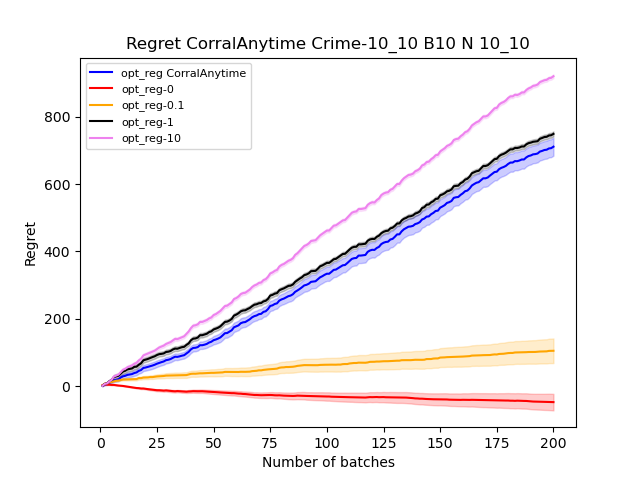 Regret CorralAnytime Crime-10_10 B10 N 10_10
opt_reg CorralAnytime
opt_reg-0
opt_reg-0.1
opt_reg-1
opt_reg-10
Regret
800
600
400
200
0
0 25 50 75 100 125 150 175 200
Number of batches